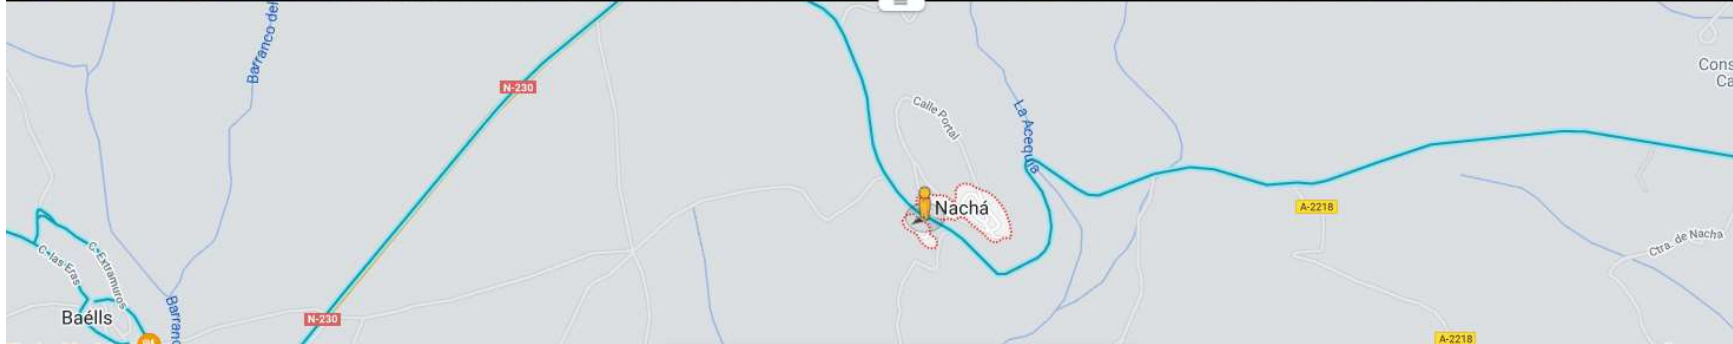 Barranco del
N-230
Calle Portal
La Acequia
Cons
Ca
Nachá
A-2218
Ctra. de Nacha
C. las Eras
C. Extramuros
Baélls
Barranc
N-230
A-2218